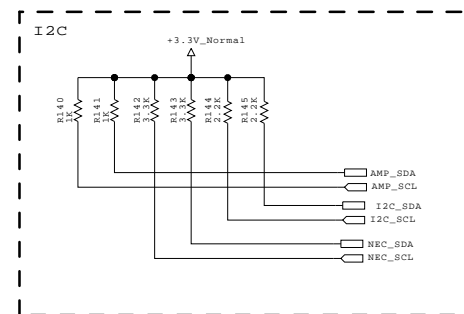 I2C
+3.3V_Normal
R140
1K
R141
1K
R142
3.3K
R143
3.3K
R144
2.2K
R145
2.2K
AMP_SDA
AMP_SCL
I2C_SDA
I2C_SCL
NEC_SDA
NEC_SCL